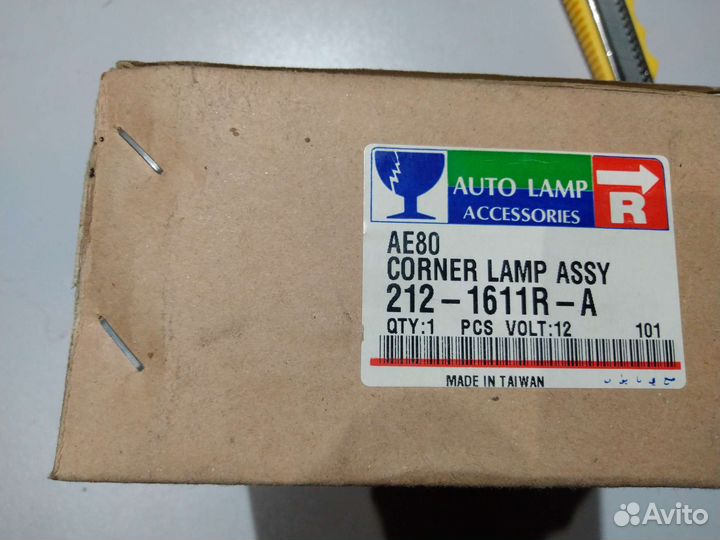 AUTO LAMP
ACCESSORIES
R
AE80
CORNER LAMP ASSY
212-1611R-A
QTY:1 PCS VOLT:12 101
MADE IN TAIWAN
Avito